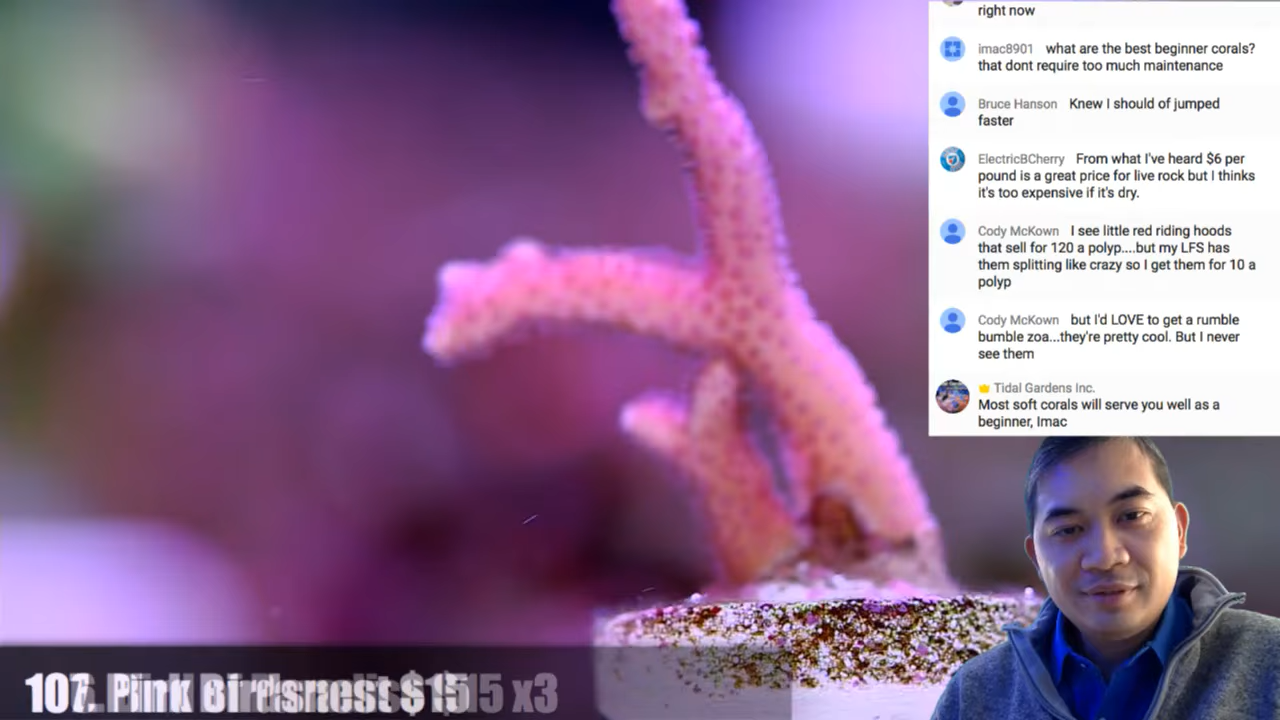 right now
imac8901 what are the best beginner corals?
that dont require too much maintenance
Bruce Hanson Knew I should of jumped
faster
ElectricBCherry From what I've heard $6 per
pound is a great price for live rock but I thinks
it's too expensive if it's dry.
Cody McKown I see little red riding hoods
that sell for 120 a polyp....but my LFS has
them splitting like crazy so I get them for 10 a
polyp
Cody McKown but I'd LOVE to get a rumble
bumble zoa...they're pretty cool. But I never
see them
Tidal Gardens Inc.
Most soft corals will serve you well as a
beginner, Imac
107. Pink Birdsnest $15 x3